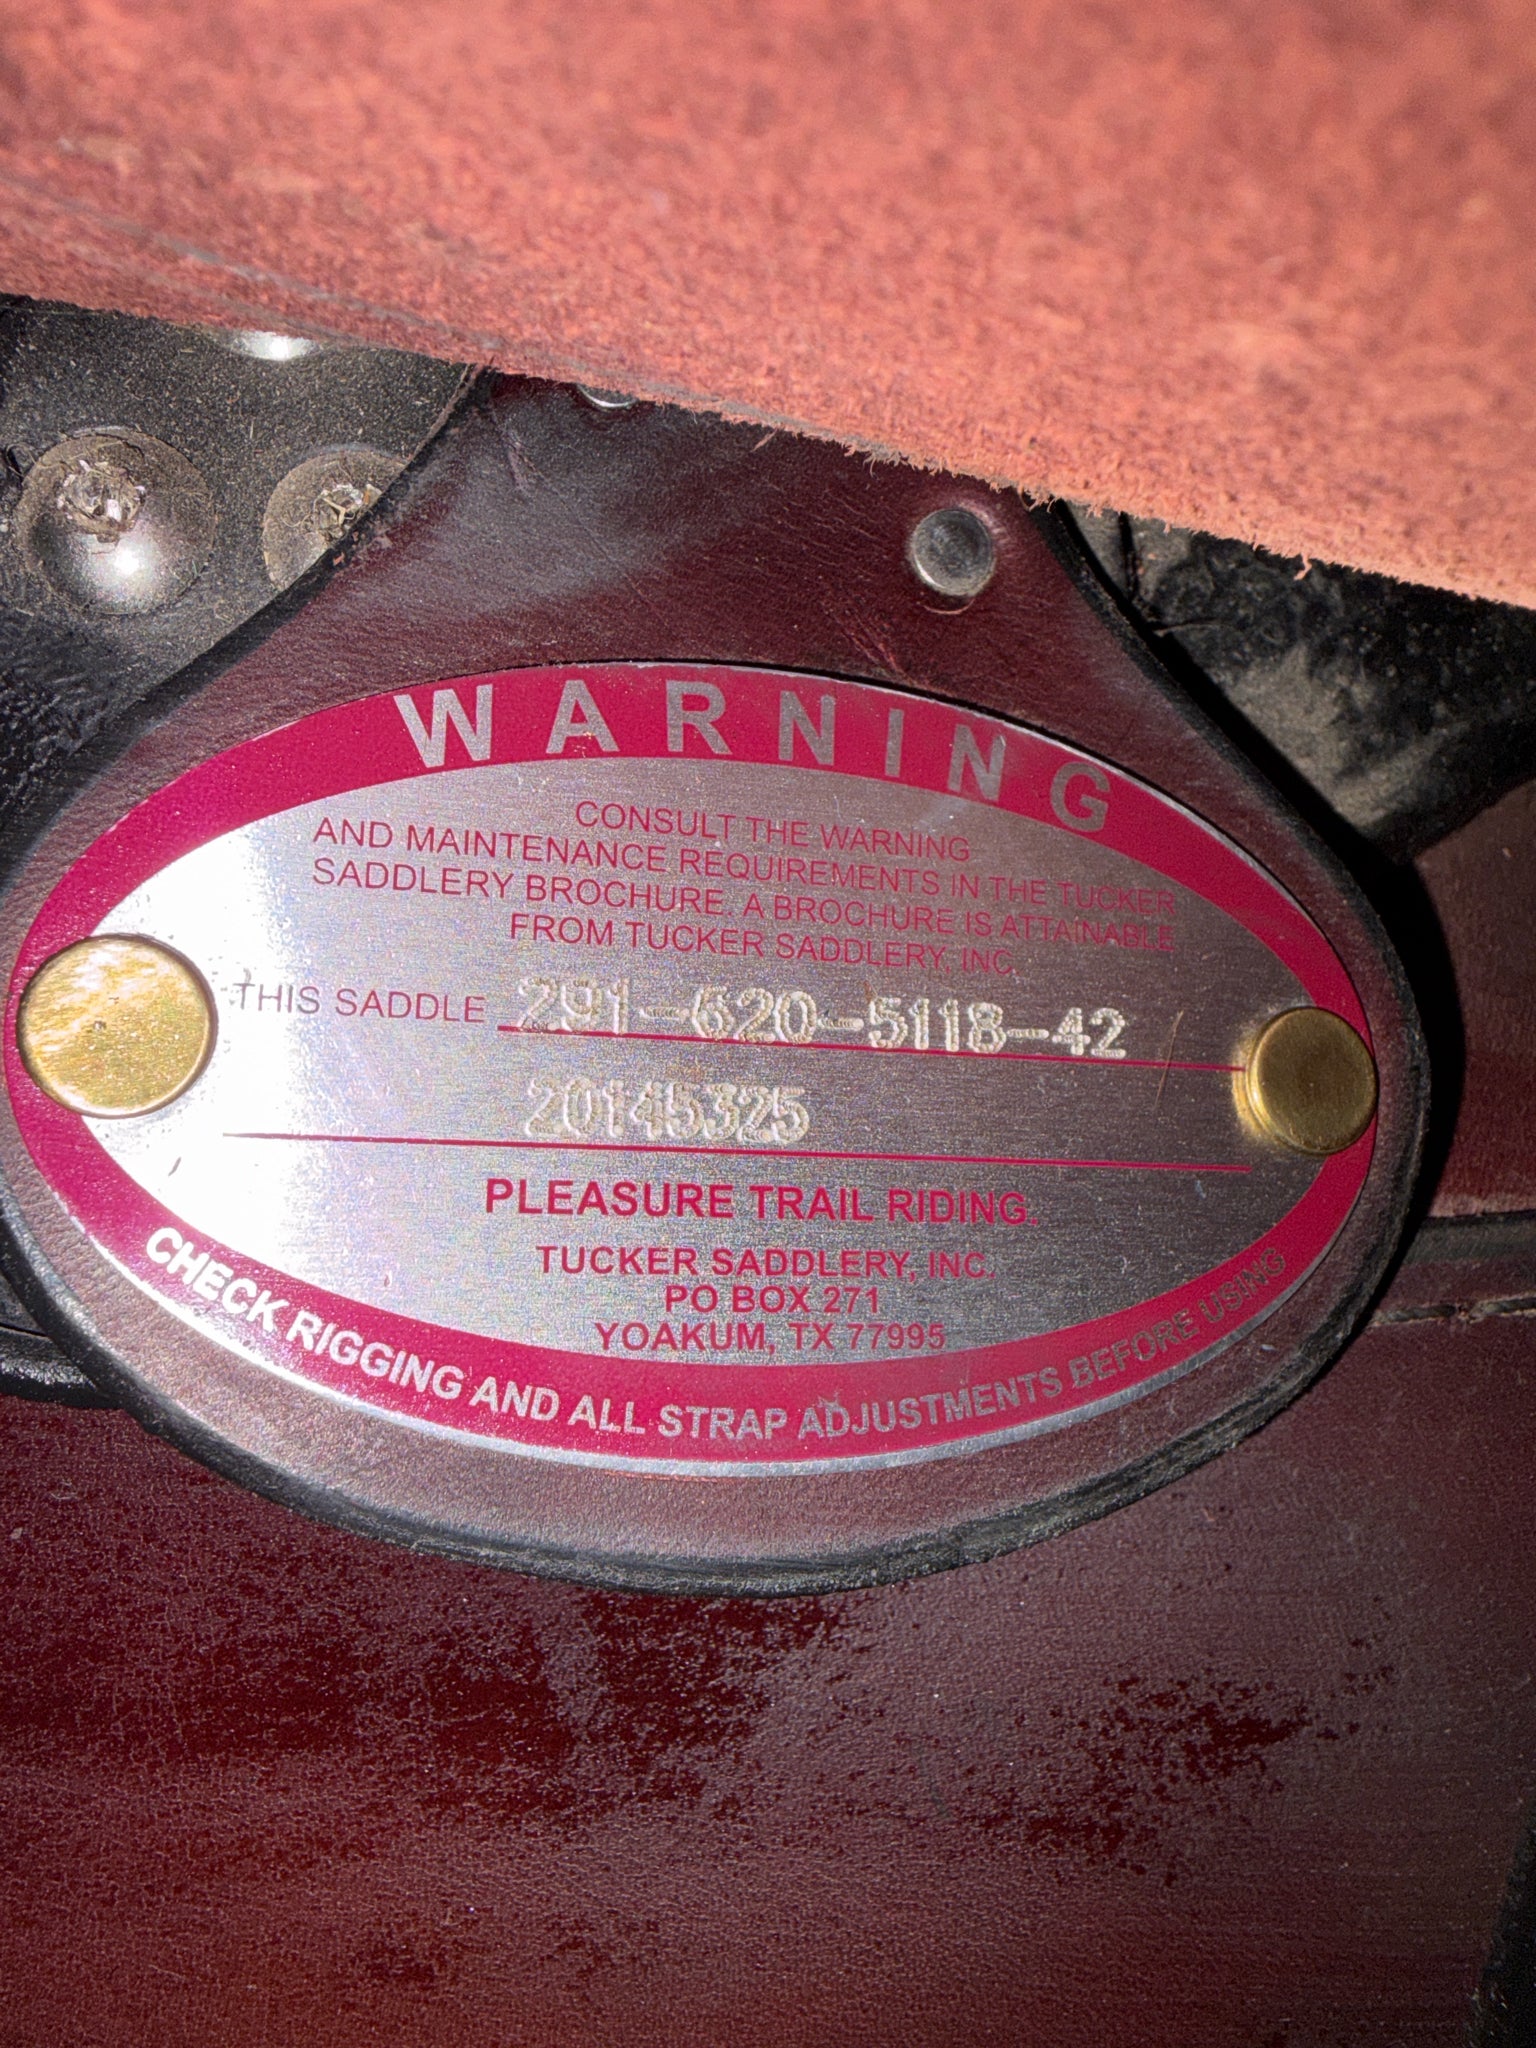 WARNING
CONSULT THE WARNING
AND MAINTENANCE REQUIREMENTS IN THE TUCKER
SADDLERY BROCHURE. A BROCHURE IS ATTAINABLE
FROM TUCKER SADDLERY, INC.
THIS SADDLE 291-620-5118-42
20145325
PLEASURE TRAIL RIDING.
TUCKER SADDLERY, INC.
PO BOX 271
YOAKUM, TX 77995
CHECK RIGGING AND ALL STRAP ADJUSTMENTS BEFORE USING